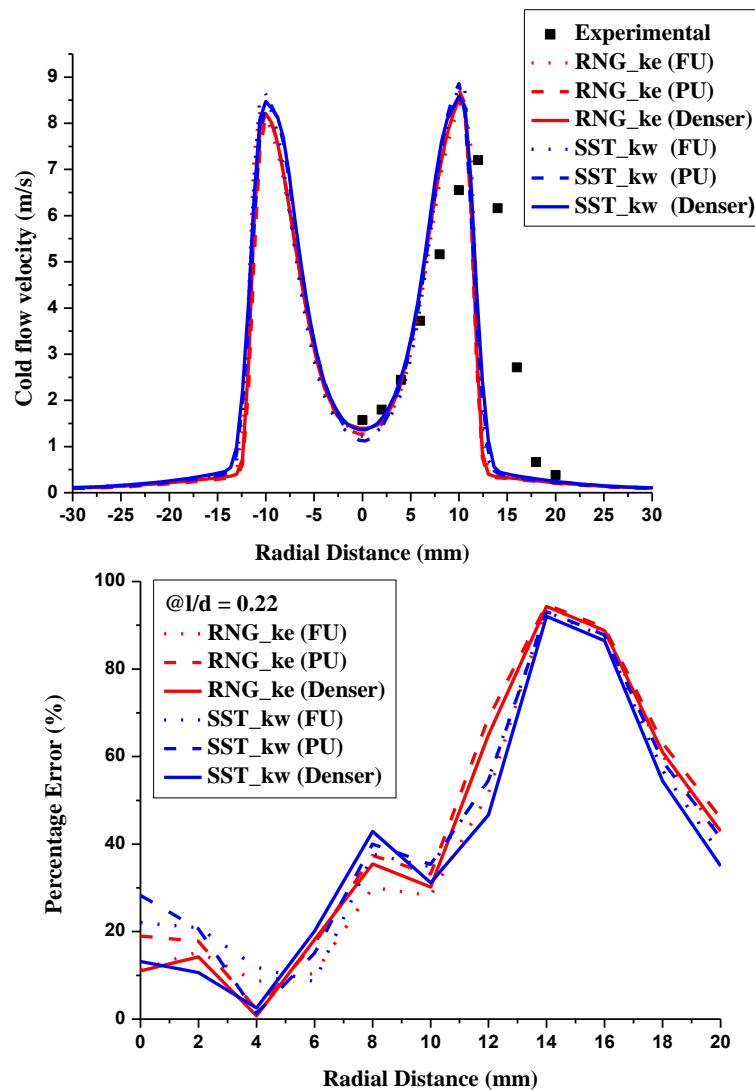 Experimental
RNG_ke (FU)
RNG_ke (PU)
RNG_ke (Denser)
SST_kw (FU)
SST_kw (PU)
SST_kw (Denser)
Cold flow velocity (m/s)
9
8
7
6
5
4
3
2
1
0
-30 -25 -20 -15 -10 -5 0 5 10 15 20 25 30
Radial Distance (mm)
@l/d = 0.22
RNG_ke (FU)
RNG_ke (PU)
RNG_ke (Denser)
SST_kw (FU)
SST_kw (PU)
SST_kw (Denser)
Percentage Error (%)
100
80
60
40
20
0
0 2 4 6 8 10 12 14 16 18 20
Radial Distance (mm)